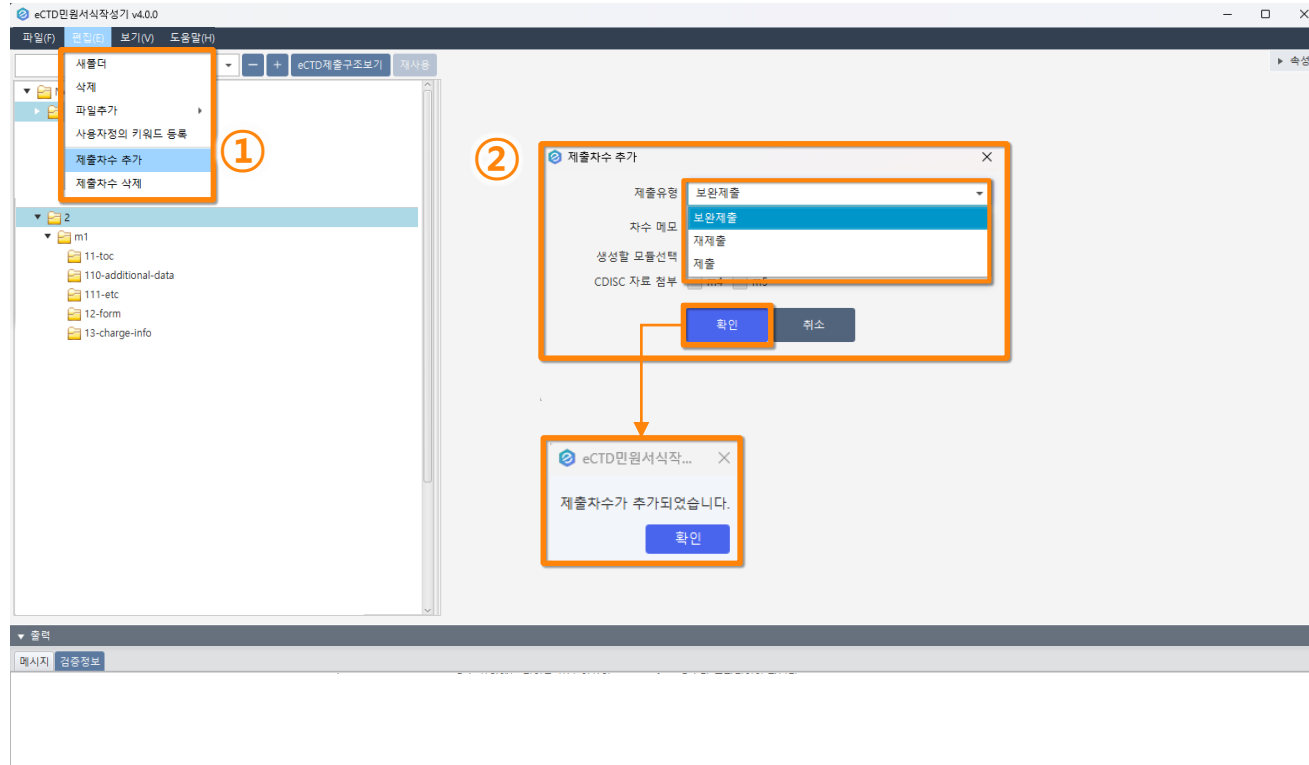 eCTD민원서식작성기 v4.0.0
파일(F) 편집(E) 보기(V) 도움말(H)
eCTD제출구조보기 재사용
속성
새폴더
삭제
파일추가
사용자정의 키워드 등록
제출차수 추가
제출차수 삭제
①
2
m1
11-toc
110-additional-data
111-etc
12-form
13-charge-info
②
제출차수 추가
제출유형 보완제출
보완제출
재제출
제출
차수 메모
생성할 모듈선택
CDISC 자료 첨부 m4 m5
확인 취소
eCTD민원서식작...
제출차수가 추가되었습니다.
확인
출력
메시지 검증정보